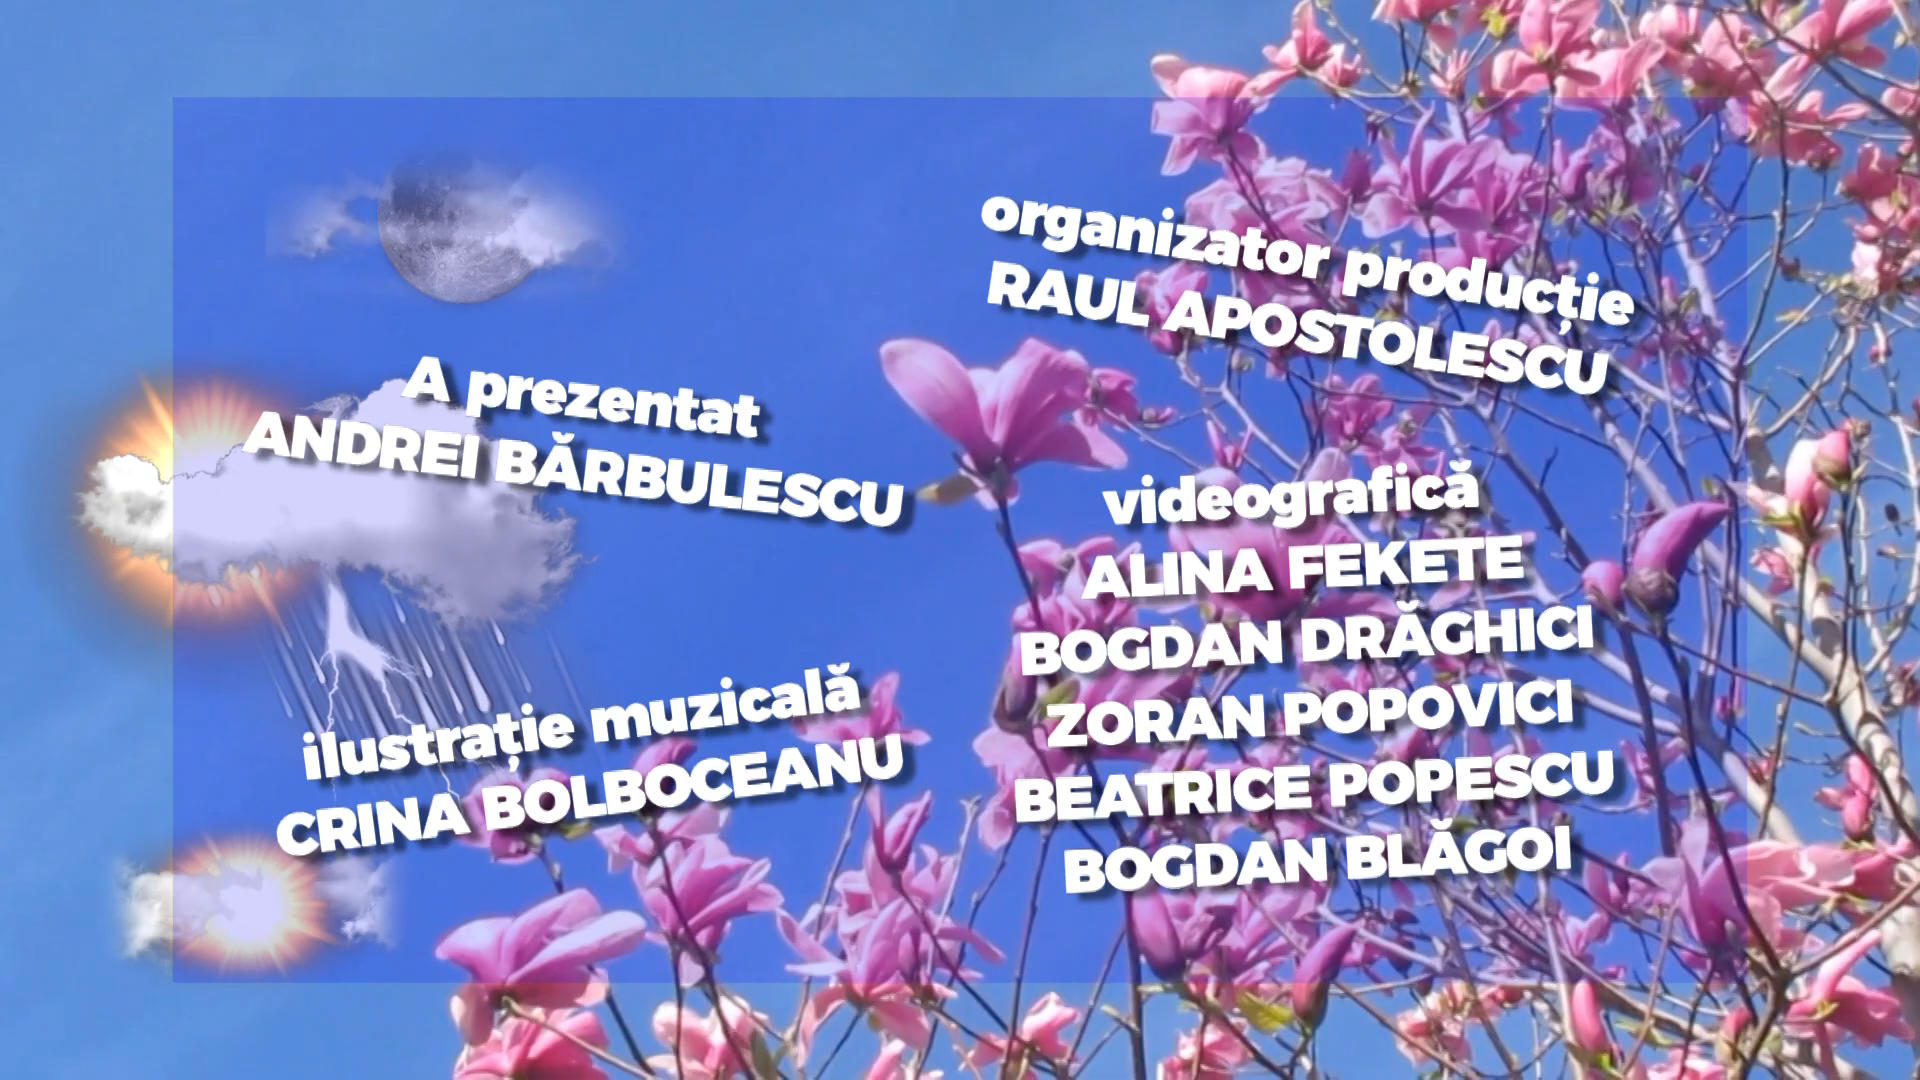 A prezentat
ANDREI BĂRBULESCU
ilustrație muzicală
CRINA BOLBOCEANU
organizator producție
RAUL APOSTOLESCU
videografică
ALINA FEKETE
BOGDAN DRĂGHICI
ZORAN POPOVICI
BEATRICE POPESCU
BOGDAN BLĂGOI